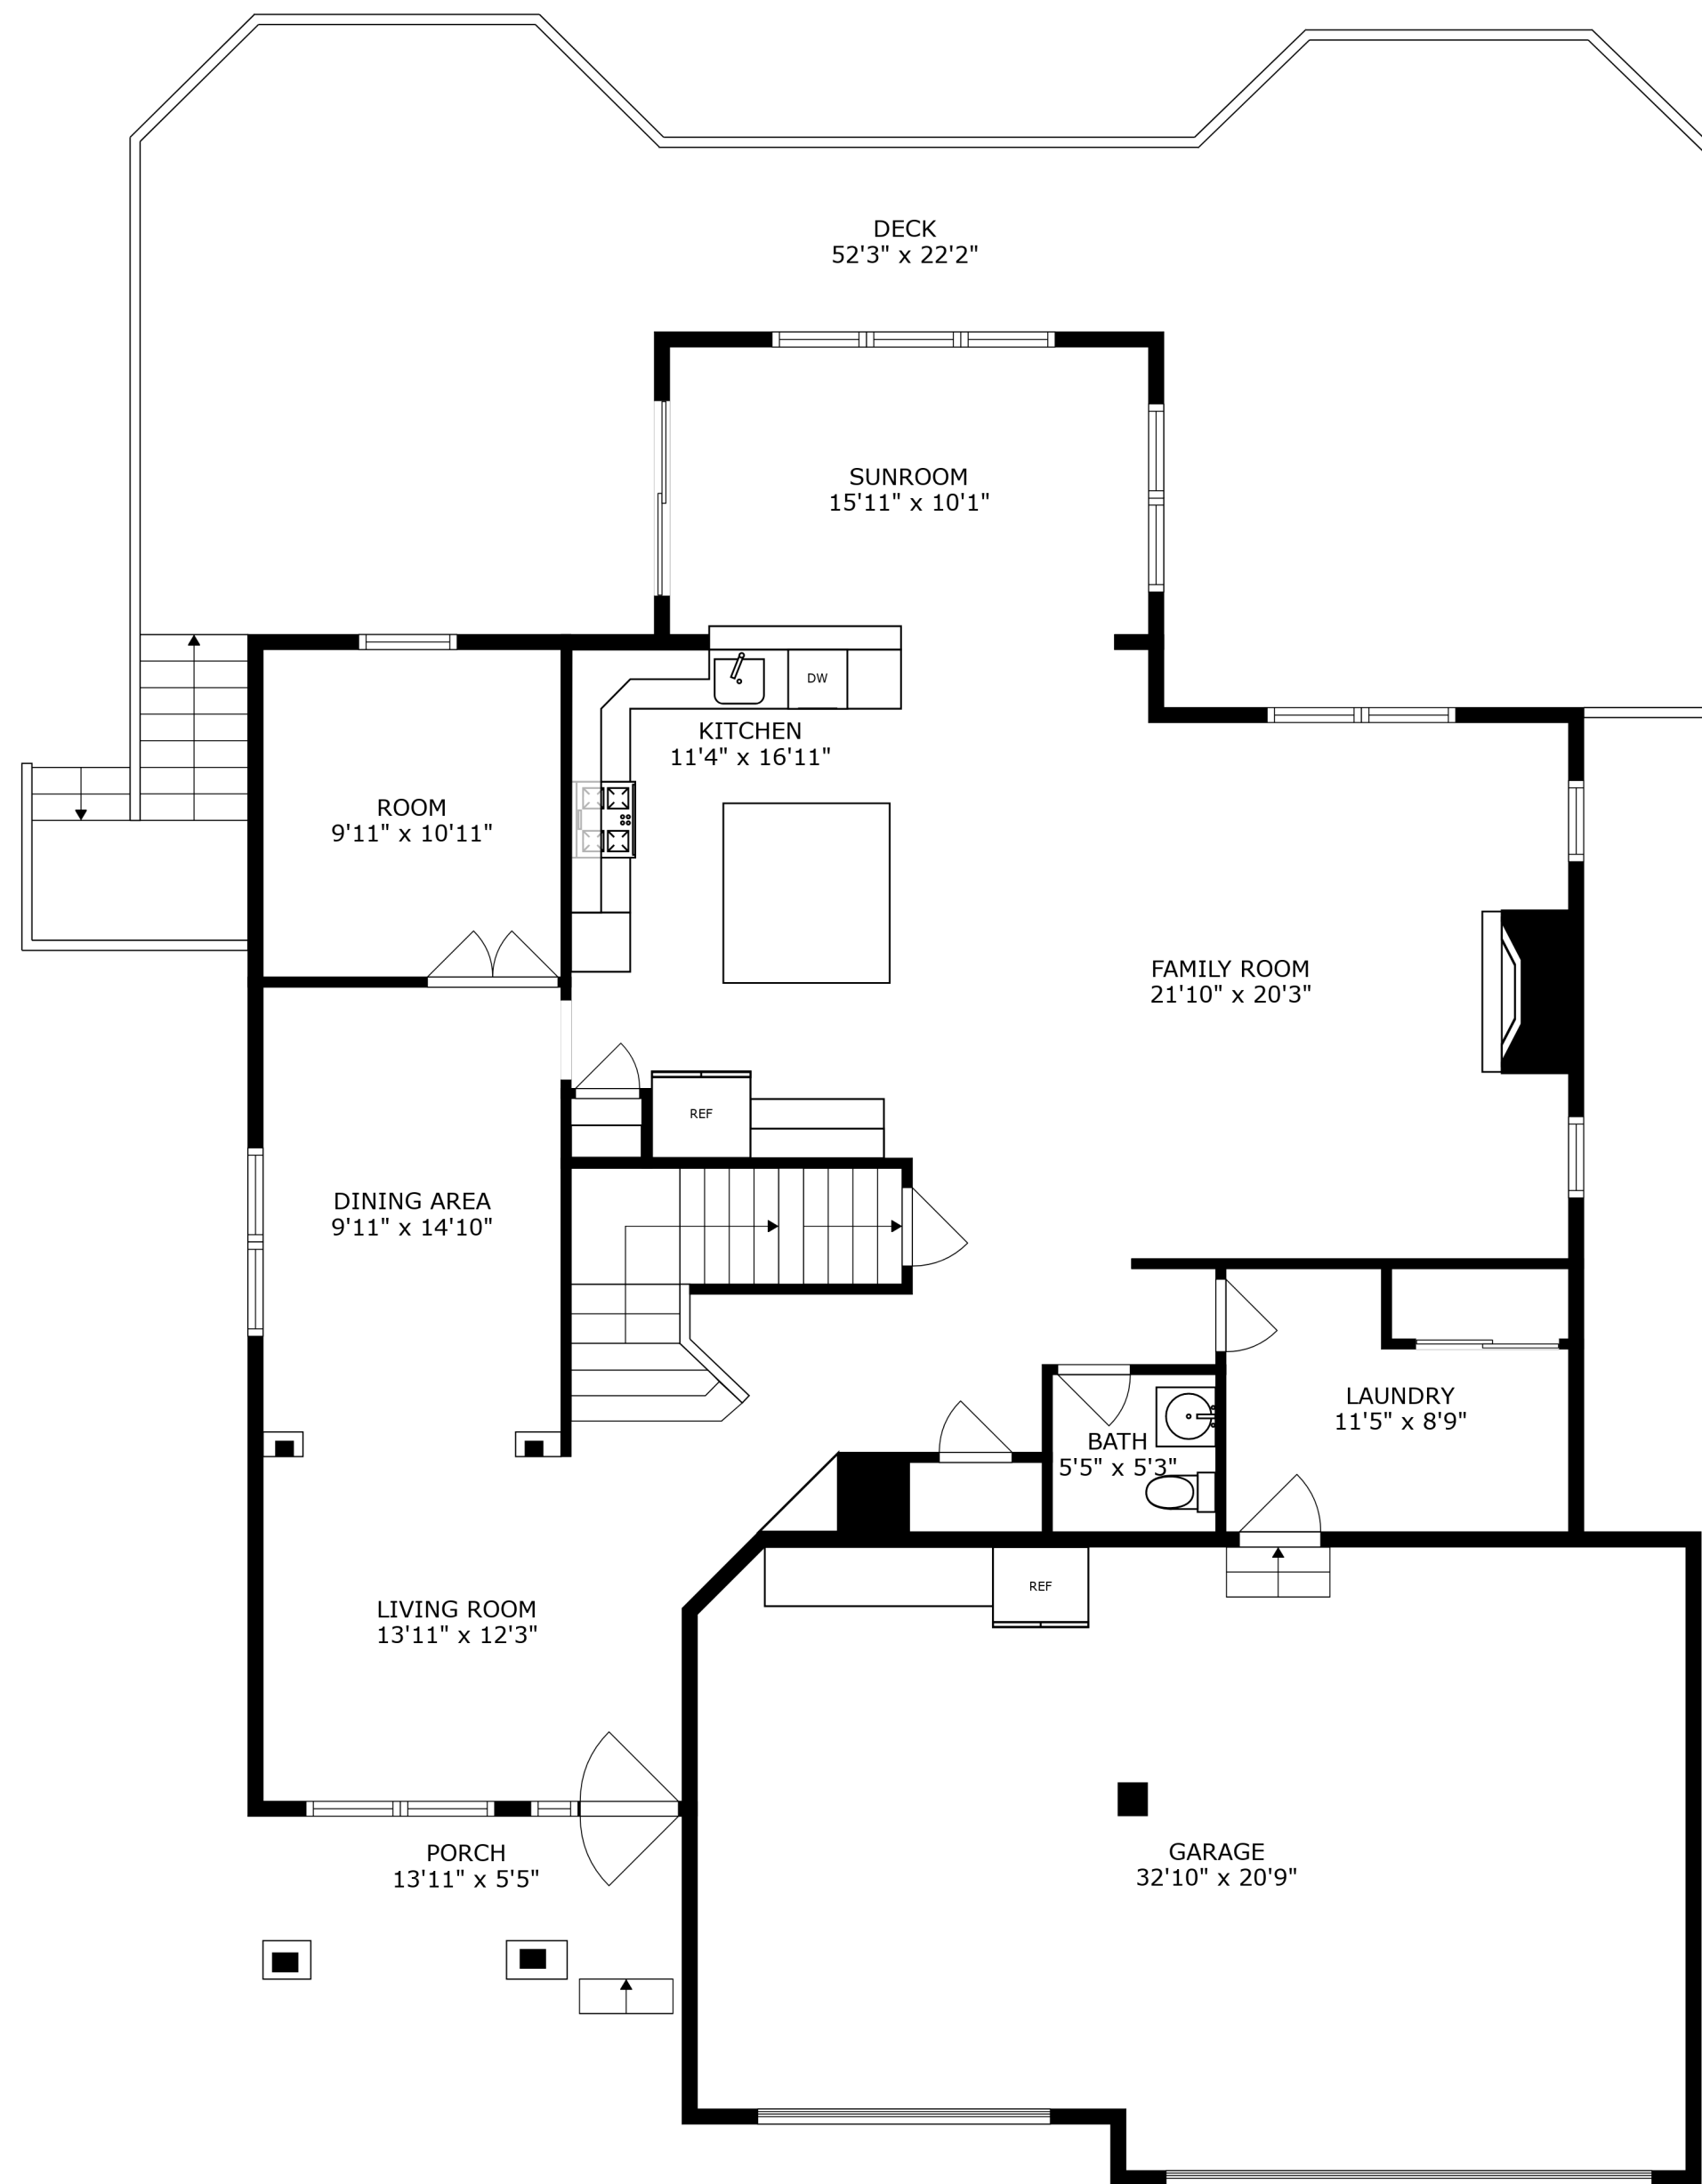 DECK
52'3" x 22'2"
SUNROOM
15'11" x 10'1"
DW
KITCHEN
11'4" x 16'11"
ROOM
9'11" x 10'11"
FAMILY ROOM
21'10" x 20'3"
REF
DINING AREA
9'11" x 14'10"
LAUNDRY
11'5" x 8'9"
BATH
5'5" x 5'3"
REF
LIVING ROOM
13'11" x 12'3"
PORCH
13'11" x 5'5"
GARAGE
32'10" x 20'9"